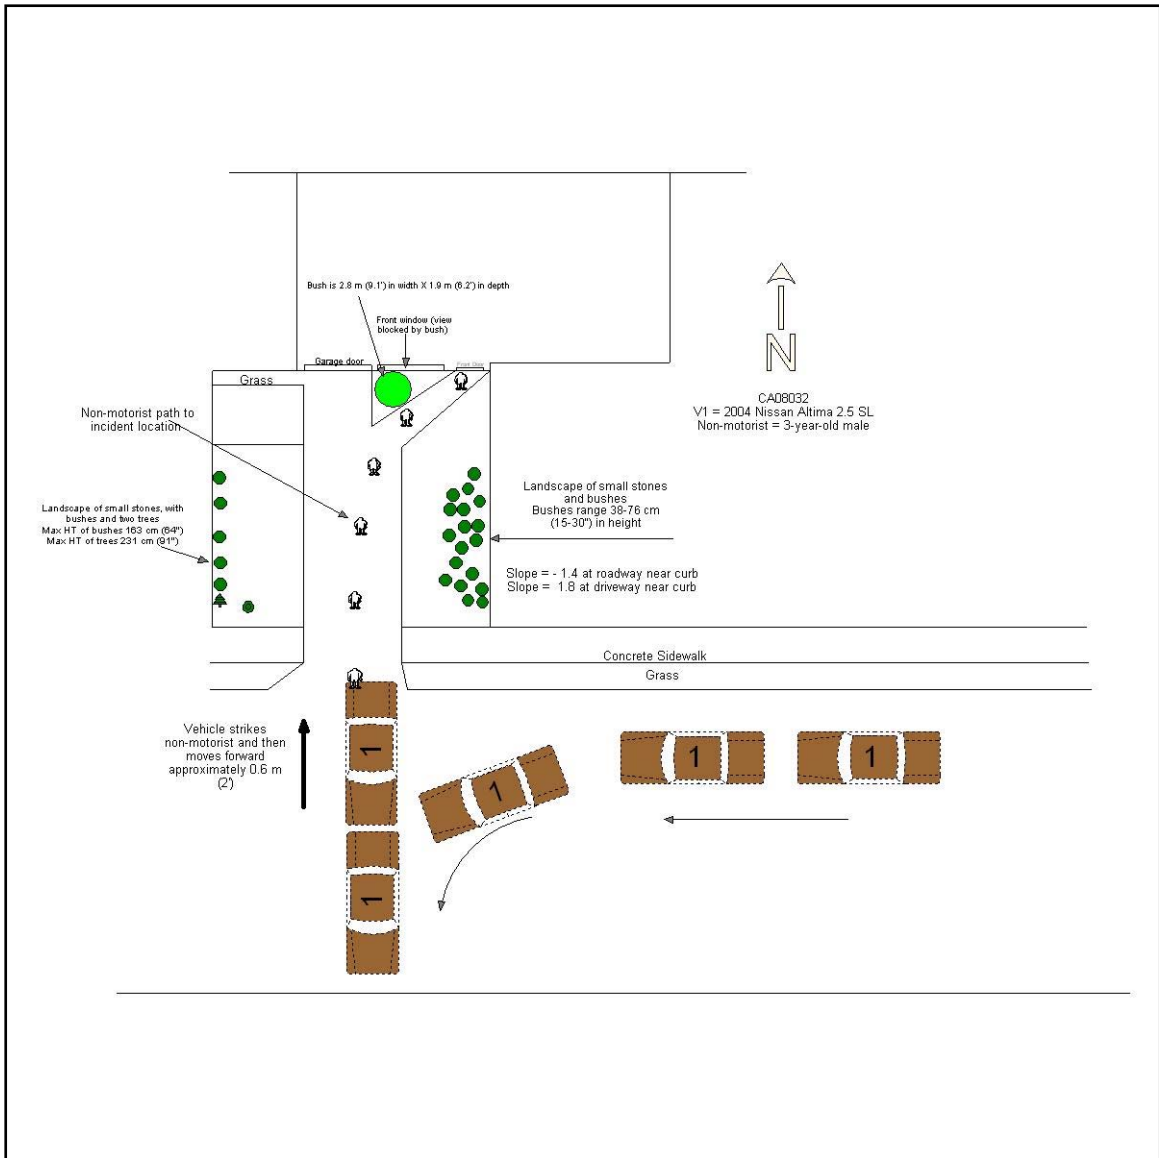 Bush is 2.8 m (9.1') in width X 1.9 m (6.2') in depth
Front window (view
blocked by bush)
Garage door
Front Door
Grass
N
CA08032
V1 = 2004 Nissan Altima 2.5 SL
Non-motorist = 3-year-old male
Non-motorist path to
incident location
Landscape of small stones, with
bushes and two trees
Max HT of bushes 163 cm (64")
Max HT of trees 231 cm (91")
Landscape of small stones
and bushes
Bushes range 38-76 cm
(15-30") in height
Slope = - 1.4 at roadway near curb
Slope = 1.8 at driveway near curb
Concrete Sidewalk
Grass
Vehicle strikes
non-motorist and then
moves forward
approximately 0.6 m
(2')
1
1
1
1
1